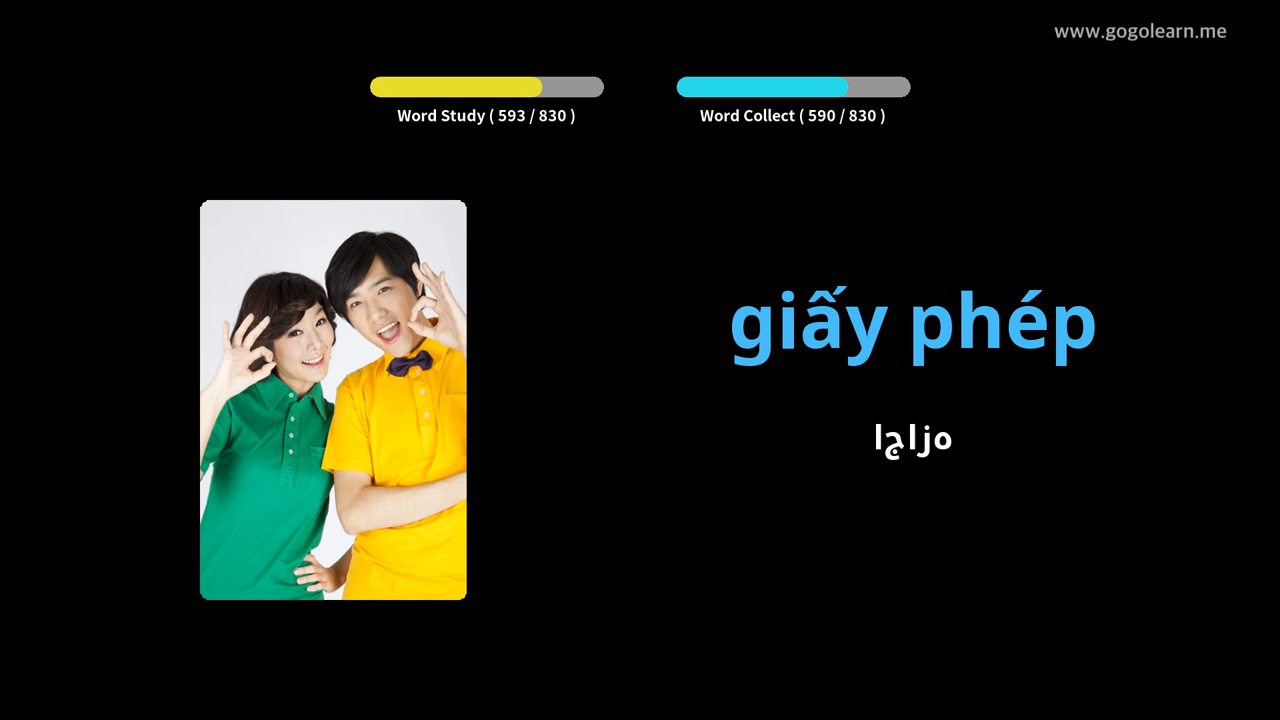 www.gogolearn.me
Word Study ( 593 / 830 )
Word Collect ( 590 / 830 )
giấy phép
اجازه